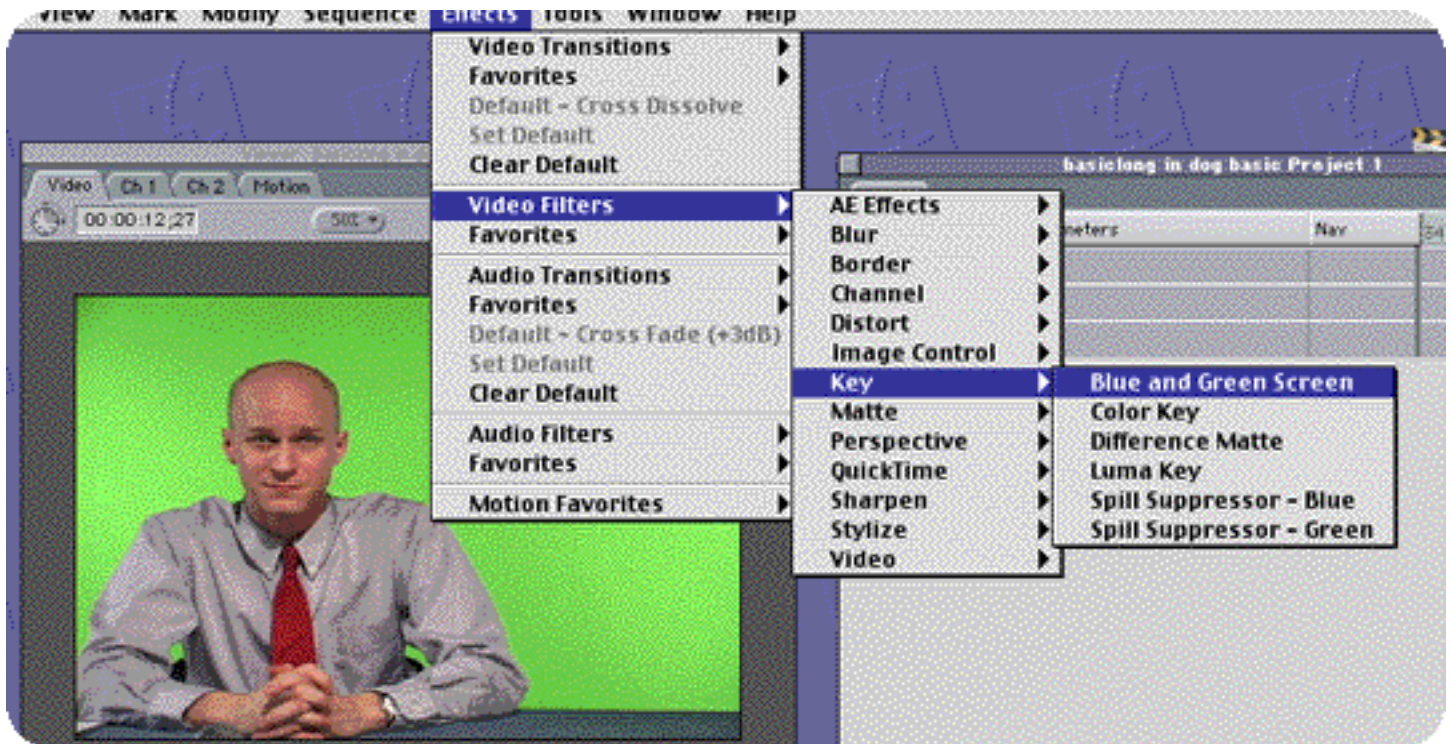 View Mark Modify Sequence Effects Tools Window Help
Video Transitions
Favorites
Default - Cross Dissolve
Set Default
Clear Default
Video Filters
Favorites
Audio Transitions
Favorites
Default - Cross Fade (+3dB)
Set Default
Clear Default
Audio Filters
Favorites
Motion Favorites
AE Effects
Blur
Border
Channel
Distort
Image Control
Key
Matte
Perspective
QuickTime
Sharpen
Stylize
Video
Blue and Green Screen
Color Key
Difference Matte
Luma Key
Spill Suppressor - Blue
Spill Suppressor - Green
Video Ch 1 Ch 2 Motion
00:00:12;27 50%
basiclong in dog basic Project 1
meters Nav